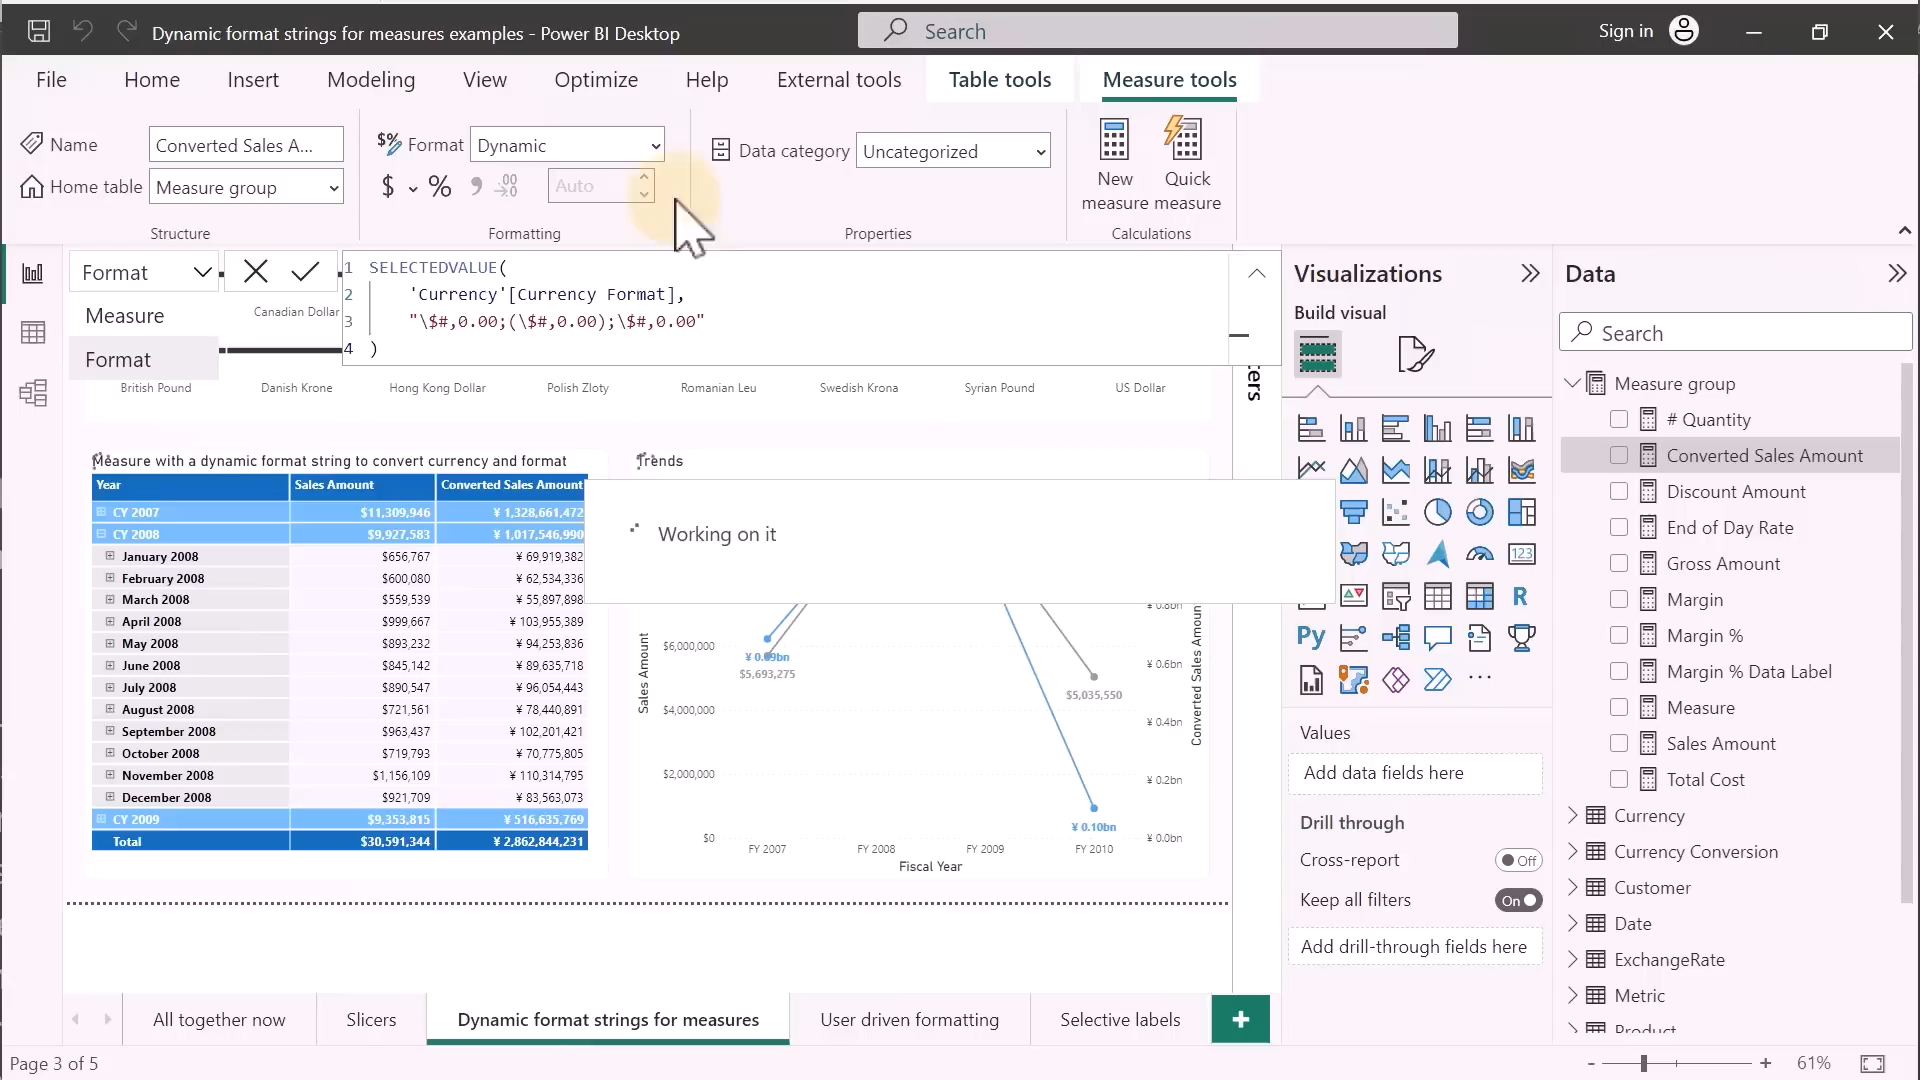 Dynamic format strings for measures examples - Power BI Desktop
Search
Sign in
File
Home
Insert
Modeling
View
Optimize
Help
External tools
Table tools
Measure tools
Name
Converted Sales A...
Home table
Measure group
Structure
$% Format
Dynamic
$
%
Auto
Formatting
Data category
Uncategorized
Properties
New measure
Quick measure
Calculations
Format
Measure
Format
1 SELECTEDVALUE(
2 'Currency'[Currency Format],
3 "\$#,0.00;(\$#,0.00);\$#,0.00"
4 )
Canadian Dollar
British Pound
Danish Krone
Hong Kong Dollar
Polish Zloty
Romanian Leu
Swedish Krona
Syrian Pound
US Dollar
Measure with a dynamic format string to convert currency and format
Year Sales Amount Converted Sales Amount
CY 2007 $11,309,946 ¥ 1,328,661,472
CY 2008 $9,927,583 ¥ 1,017,546,990
January 2008 $656,767 ¥ 69,919,382
February 2008 $600,080 ¥ 62,534,336
March 2008 $559,539 ¥ 55,897,898
April 2008 $999,667 ¥ 103,955,389
May 2008 $893,232 ¥ 94,253,836
June 2008 $845,142 ¥ 89,635,718
July 2008 $890,547 ¥ 96,054,443
August 2008 $721,561 ¥ 78,440,891
September 2008 $963,437 ¥ 102,201,421
October 2008 $719,793 ¥ 70,775,805
November 2008 $1,156,109 ¥ 110,314,795
December 2008 $921,709 ¥ 83,563,073
CY 2009 $9,353,815 ¥ 516,635,769
Total $30,591,344 ¥ 2,862,844,231
Trends
Working on it
Sales Amount
$6,000,000
$4,000,000
$2,000,000
$0
$5,693,275
$5,035,550
¥ 0.10bn
¥ 0.8bn
¥ 0.6bn
¥ 0.4bn
¥ 0.2bn
¥ 0.0bn
Converted Sales Amoun
FY 2007
FY 2008
FY 2009
FY 2010
Fiscal Year
ters
Visualizations
Build visual
123
R
Py
...
Values
Add data fields here
Drill through
Cross-report
Off
Keep all filters
On
Add drill-through fields here
Data
Search
Measure group
# Quantity
Converted Sales Amount
Discount Amount
End of Day Rate
Gross Amount
Margin
Margin %
Margin % Data Label
Measure
Sales Amount
Total Cost
Currency
Currency Conversion
Customer
Date
ExchangeRate
Metric
Product
All together now
Slicers
Dynamic format strings for measures
User driven formatting
Selective labels
+
Page 3 of 5
-
+
61%